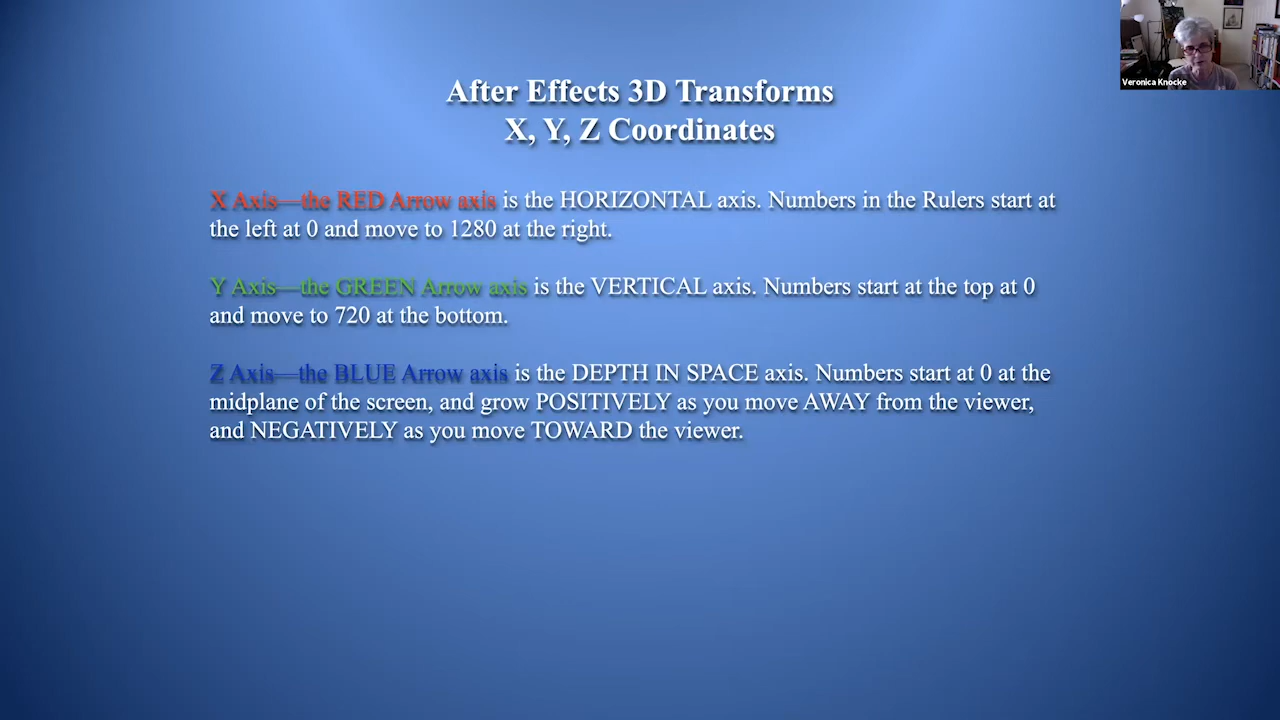 After Effects 3D Transforms
X, Y, Z Coordinates
X Axis—the RED Arrow axis is the HORIZONTAL axis. Numbers in the Rulers start at
the left at 0 and move to 1280 at the right.
Y Axis—the GREEN Arrow axis is the VERTICAL axis. Numbers start at the top at 0
and move to 720 at the bottom.
Z Axis—the BLUE Arrow axis is the DEPTH IN SPACE axis. Numbers start at 0 at the
midplane of the screen, and grow POSITIVELY as you move AWAY from the viewer,
and NEGATIVELY as you move TOWARD the viewer.
Veronica Knocke